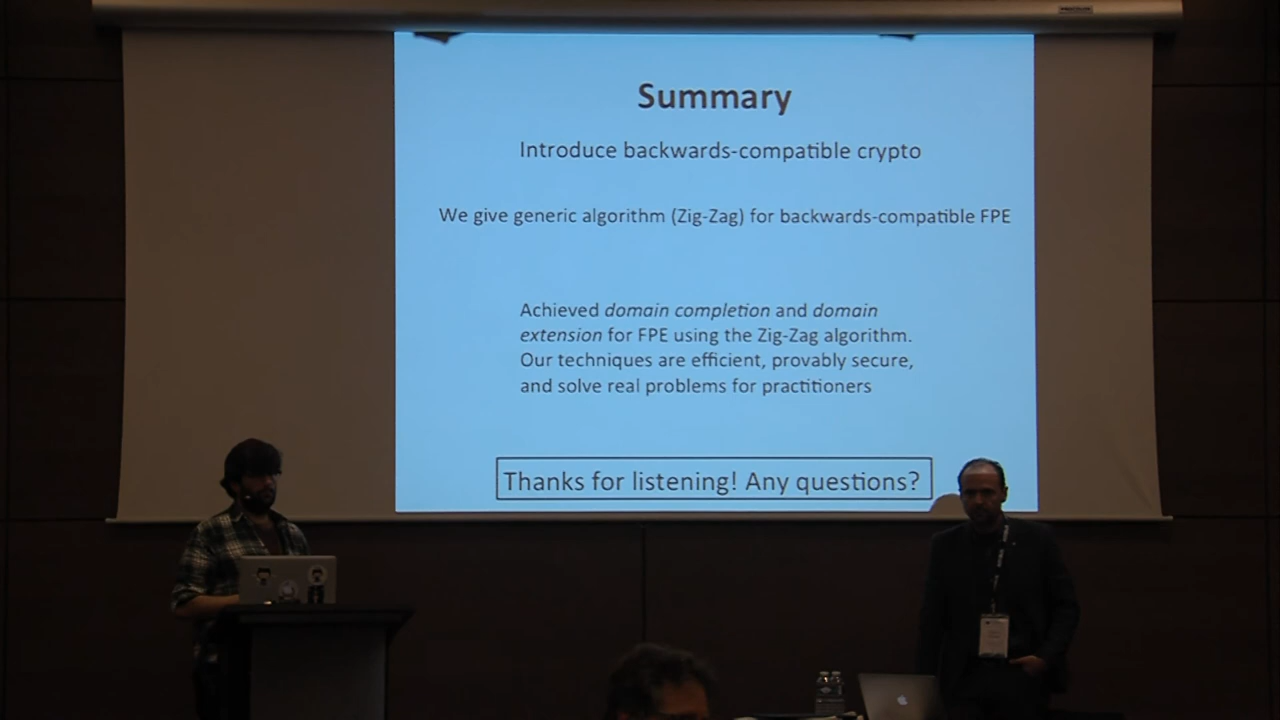 Summary
Introduce backwards-compatible crypto
We give generic algorithm (Zig-Zag) for backwards-compatible FPE
Achieved domain completion and domain
extension for FPE using the Zig-Zag algorithm.
Our techniques are efficient, provably secure,
and solve real problems for practitioners
Thanks for listening! Any questions?